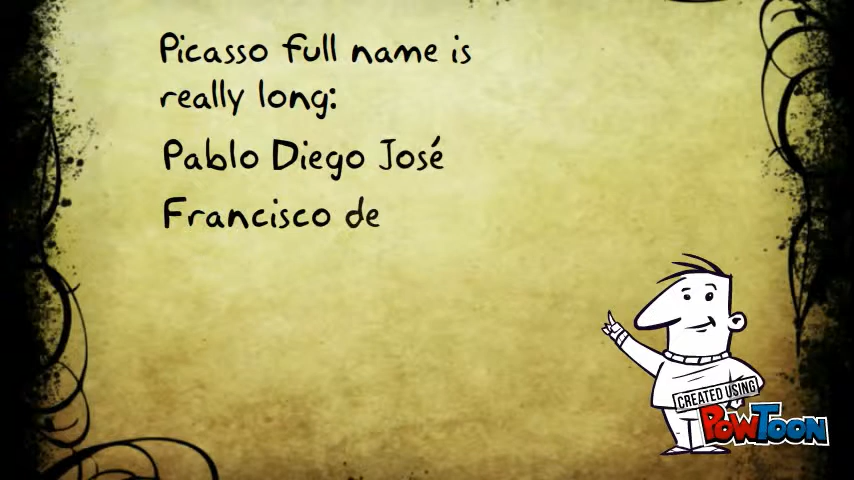 Picasso full name is
really long:
Pablo Diego José
Francisco de
CREATED USING
POWTOON